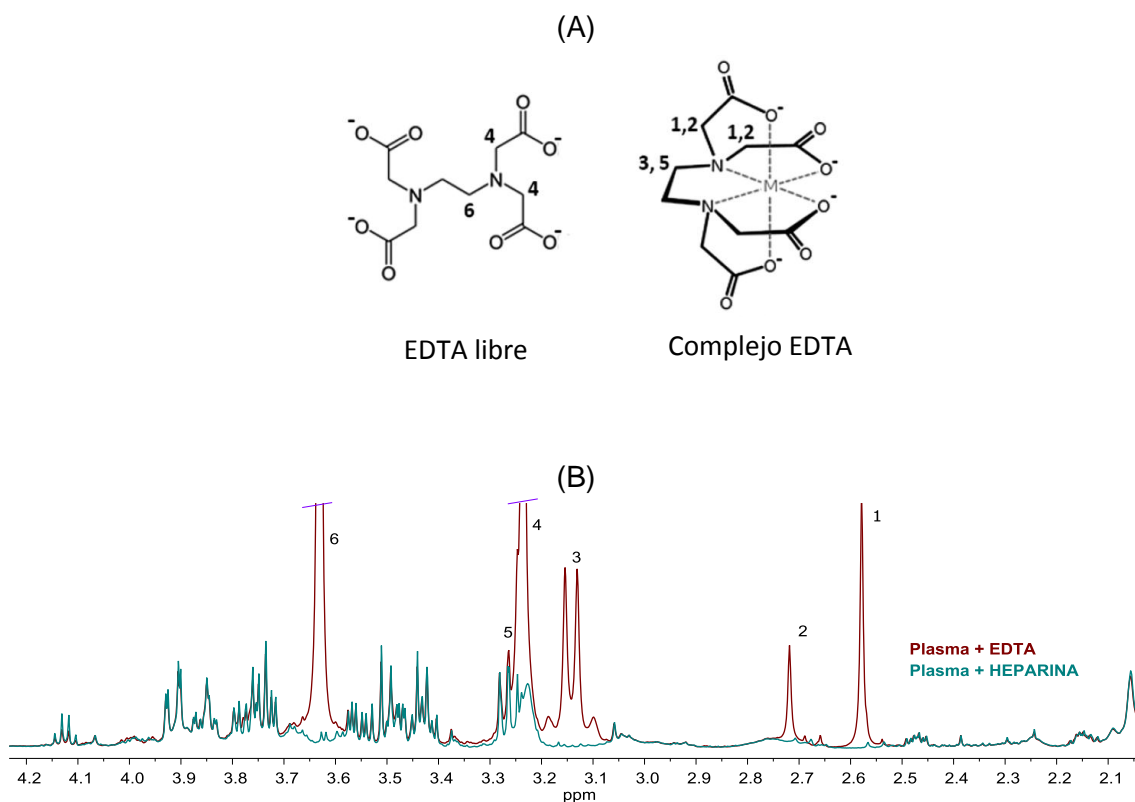 (A)
O
-O
O
4
O-
N
N
4
6
-O
O
O
O-
EDTA libre
O
O-
1,2
1,2
O
3, 5
N
O-
M
N
O-
O
O-
O
Complejo EDTA
(B)
6
5
4
3
2
1
Plasma + EDTA
Plasma + HEPARINA
4.2 4.1 4.0 3.9 3.8 3.7 3.6 3.5 3.4 3.3 3.2 3.1 3.0 2.9 2.8 2.7 2.6 2.5 2.4 2.3 2.2 2.1
ppm